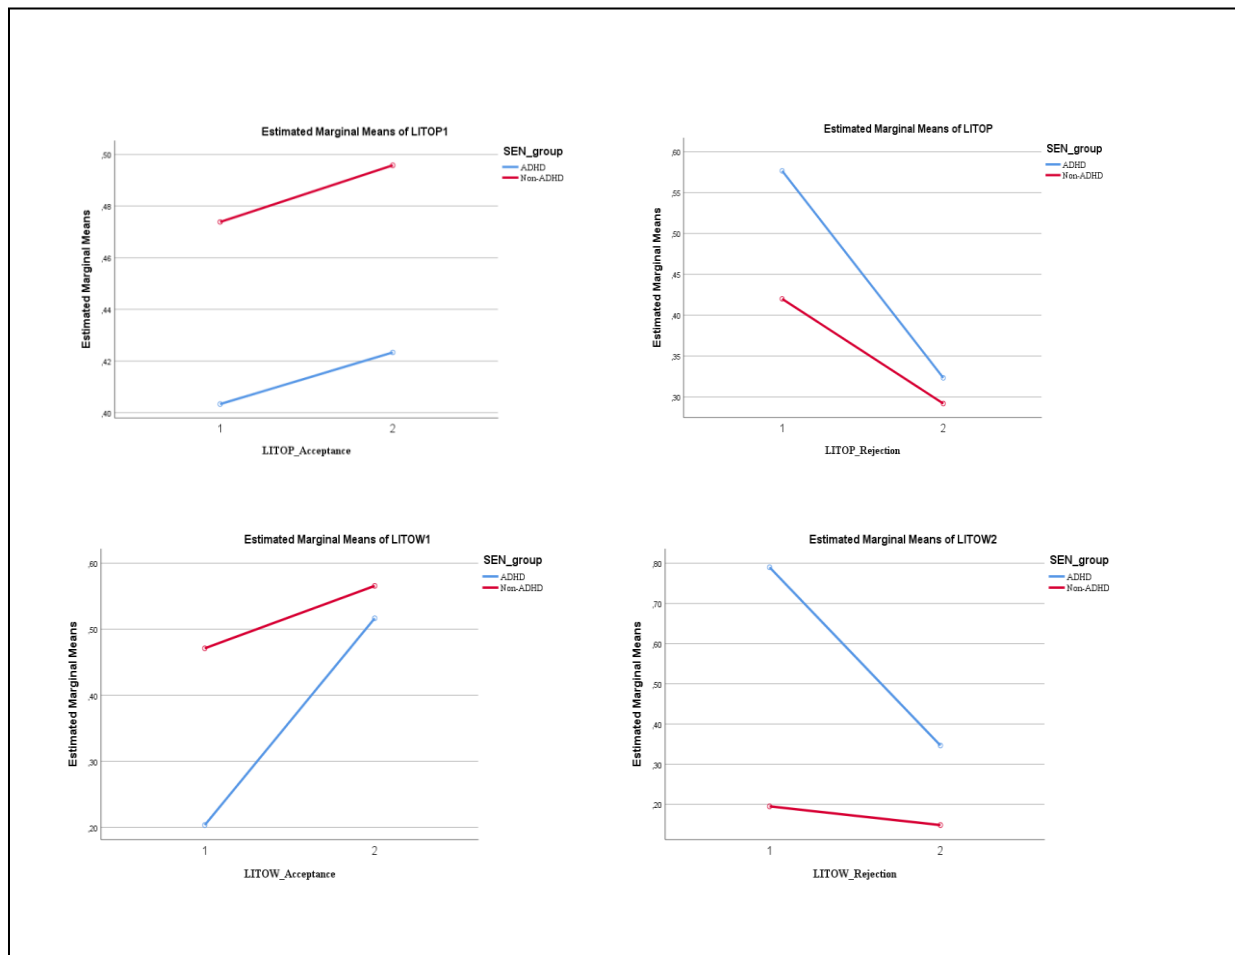 Estimated Marginal Means of LITOP1
SEN_group
ADHD
Non-ADHD
Estimated Marginal Means
,50
,48
,46
,44
,42
,40
1 2
LITOP_Acceptance
Estimated Marginal Means of LITOP
SEN_group
ADHD
Non-ADHD
Estimated Marginal Means
,60
,55
,50
,45
,40
,35
,30
1 2
LITOP_Rejection
Estimated Marginal Means of LITOW1
SEN_group
ADHD
Non-ADHD
Estimated Marginal Means
,60
,50
,40
,30
,20
1 2
LITOW_Acceptance
Estimated Marginal Means of LITOW2
SEN_group
ADHD
Non-ADHD
Estimated Marginal Means
,80
,70
,60
,50
,40
,30
,20
1 2
LITOW_Rejection